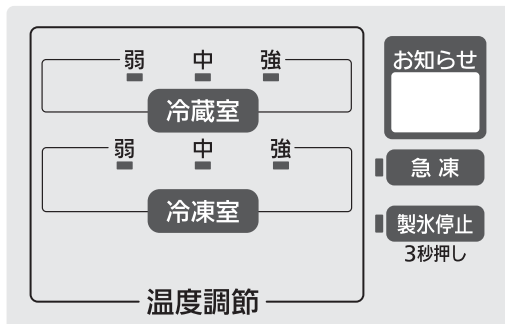 弱 中 強
冷蔵室
弱 中 強
冷凍室
温度調節
お知らせ
急凍
製氷停止
3秒押し